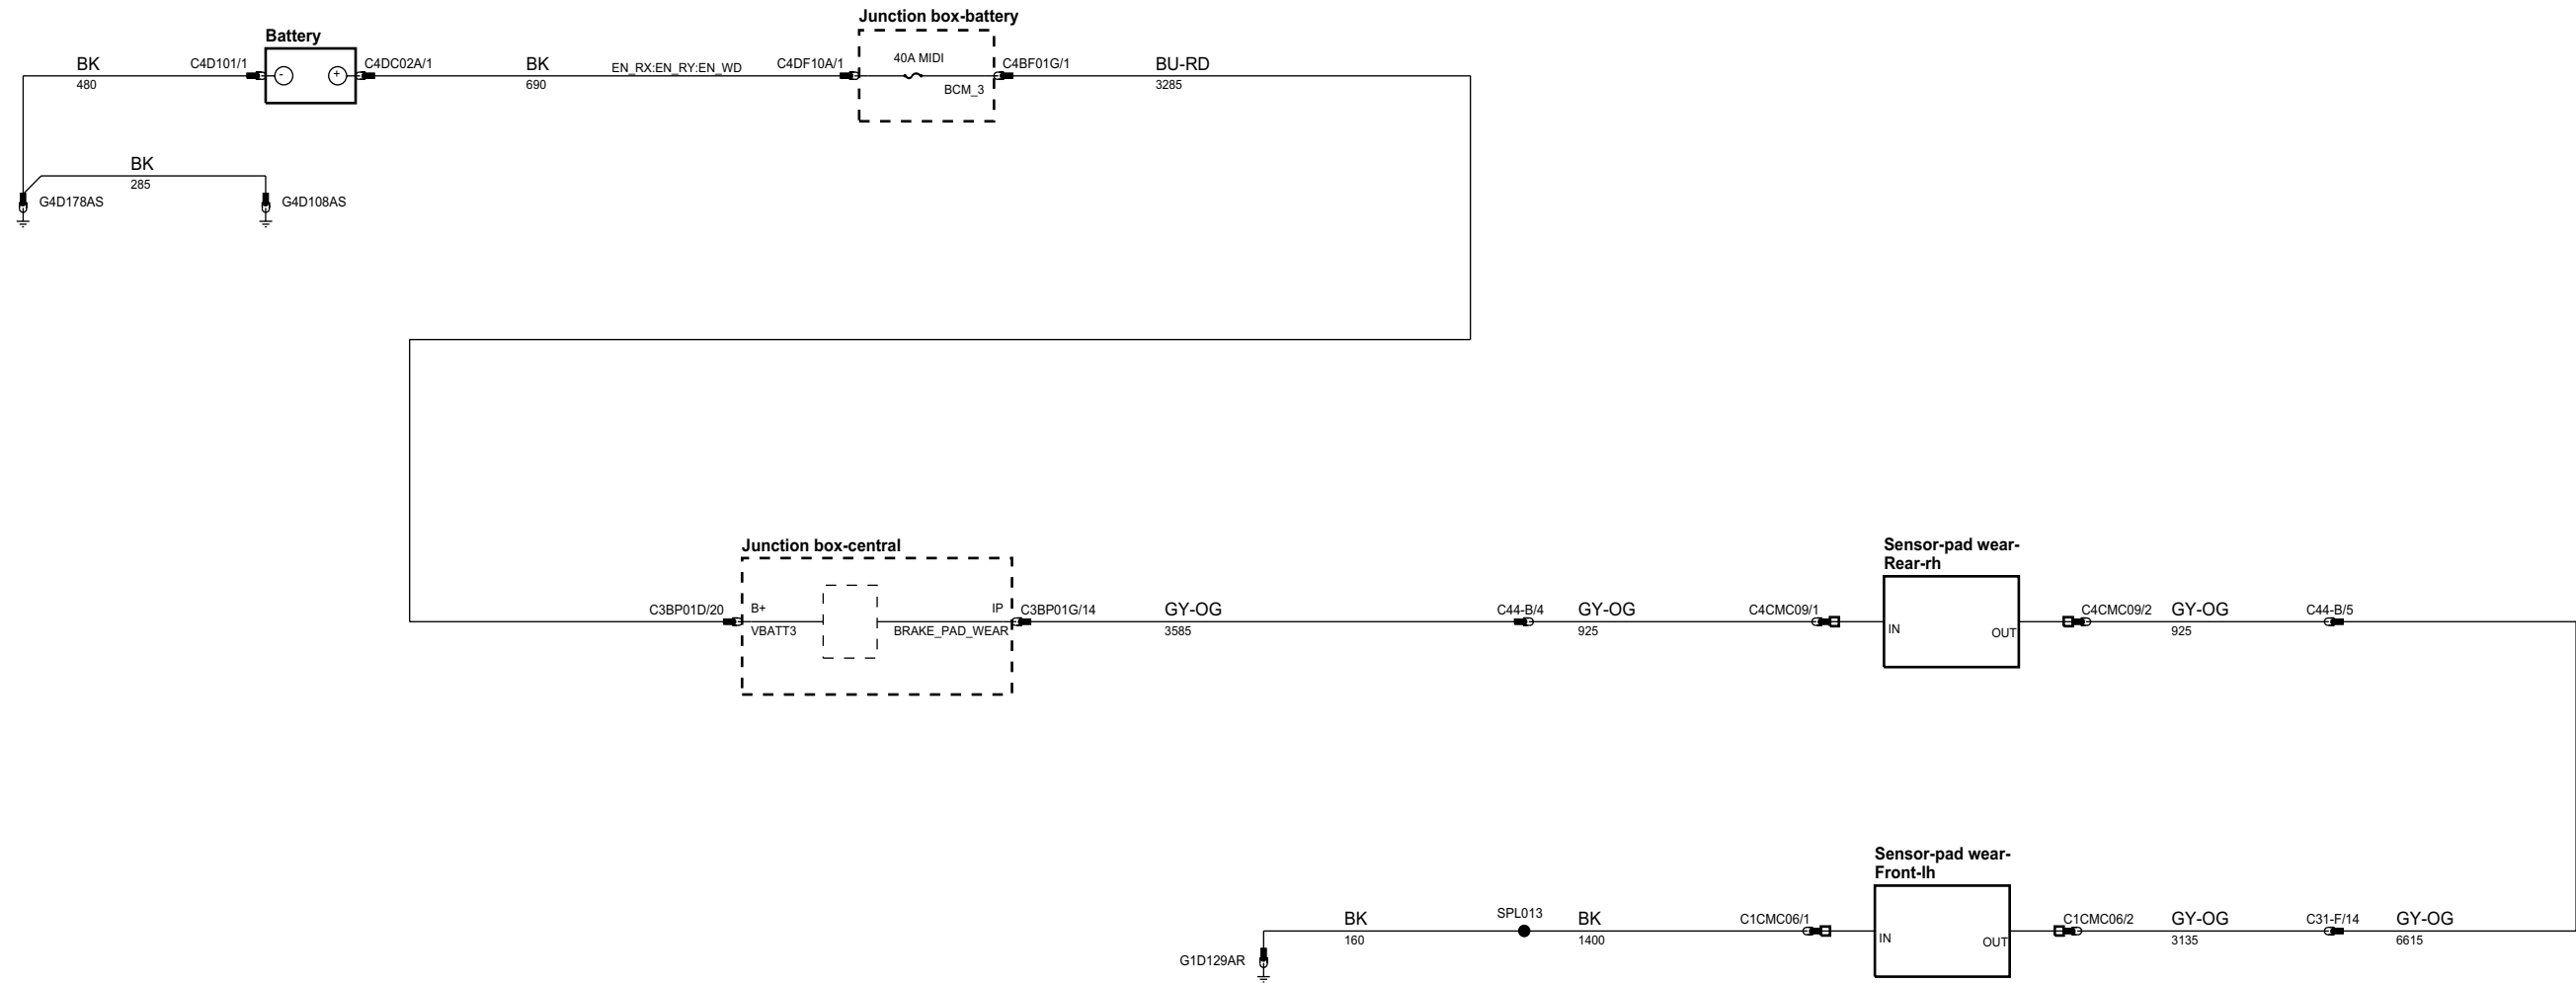 Junction box-battery
Battery
BK
480
C4D101/1
-
+
C4DC02A/1
BK
690
EN_RX:EN_RY:EN_WD
C4DF10A/1
40A MIDI
BCM_3
C4BF01G/1
BU-RD
3285
BK
285
G4D178AS
G4D108AS
Junction box-central
C3BP01D/20
B+
VBATT3
IP
BRAKE_PAD_WEAR
C3BP01G/14
GY-OG
3585
C44-B/4
GY-OG
925
C4CMC09/1
Sensor-pad wear-
Rear-rh
IN
OUT
C4CMC09/2
GY-OG
925
C44-B/5
Sensor-pad wear-
Front-lh
G1D129AR
BK
160
SPL013
BK
1400
C1CMC06/1
IN
OUT
C1CMC06/2
GY-OG
3135
C31-F/14
GY-OG
6615